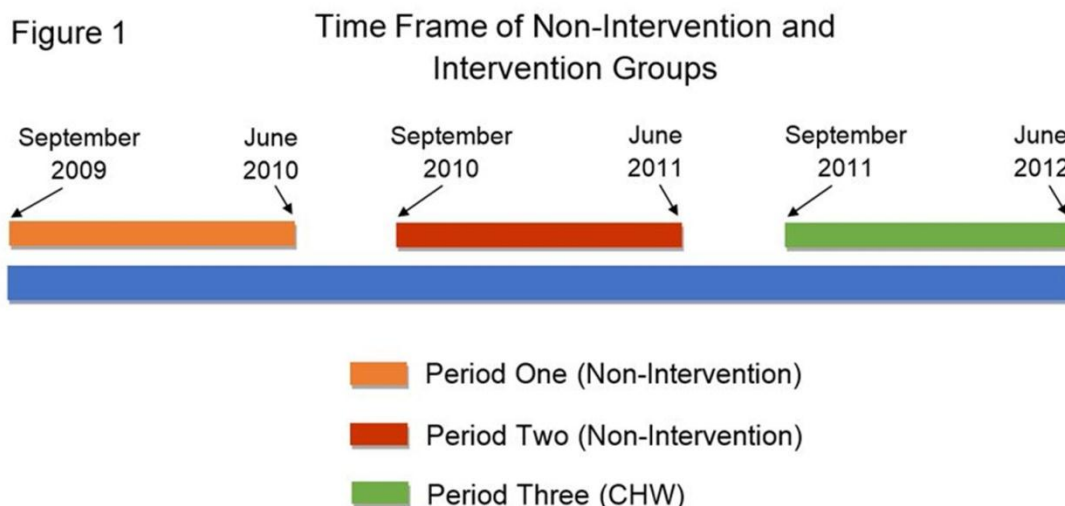 Figure 1
Time Frame of Non-Intervention and
Intervention Groups
September
2009
June
2010
September
2010
June
2011
September
2011
June
2012
Period One (Non-Intervention)
Period Two (Non-Intervention)
Period Three (CHW)